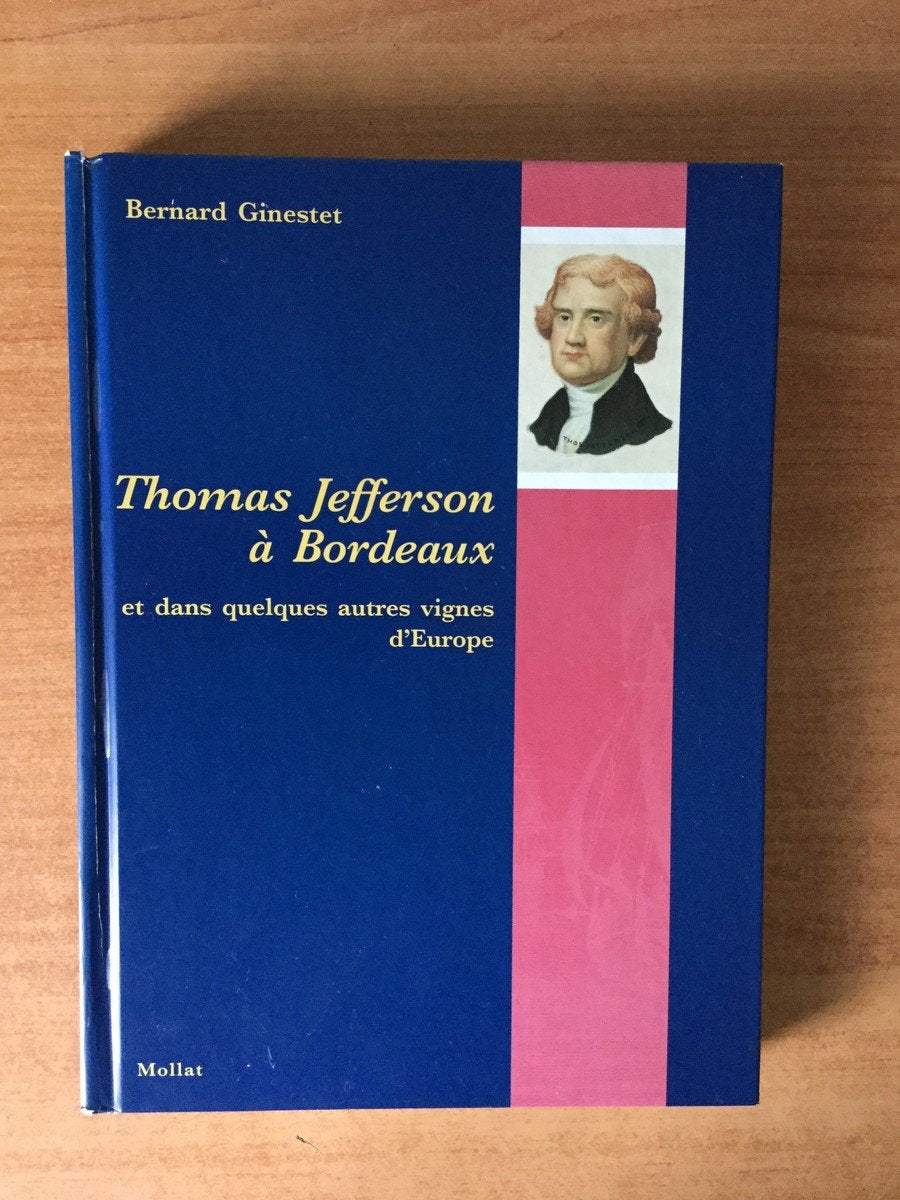 Bernard Ginestet
Thomas Jefferson
à Bordeaux
et dans quelques autres vignes
d'Europe
Mollat